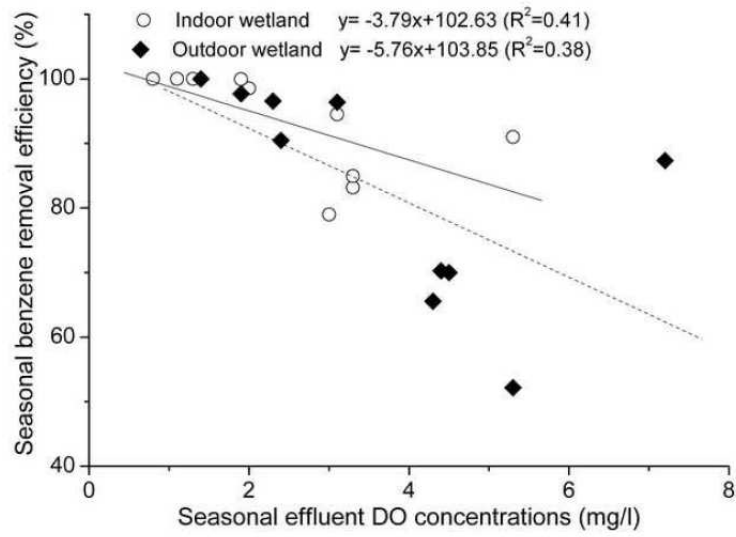 Indoor wetland y= -3.79x+102.63 (R²=0.41)
Outdoor wetland y= -5.76x+103.85 (R²=0.38)
Seasonal benzene removal efficiency (%)
100
80
60
40
0 2 4 6 8
Seasonal effluent DO concentrations (mg/l)